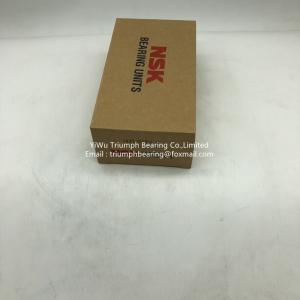 NSK
BEARING UNITS
YiWu Triumph Bearing Co.,Limited
Email : triumphbearing@foxmail.com